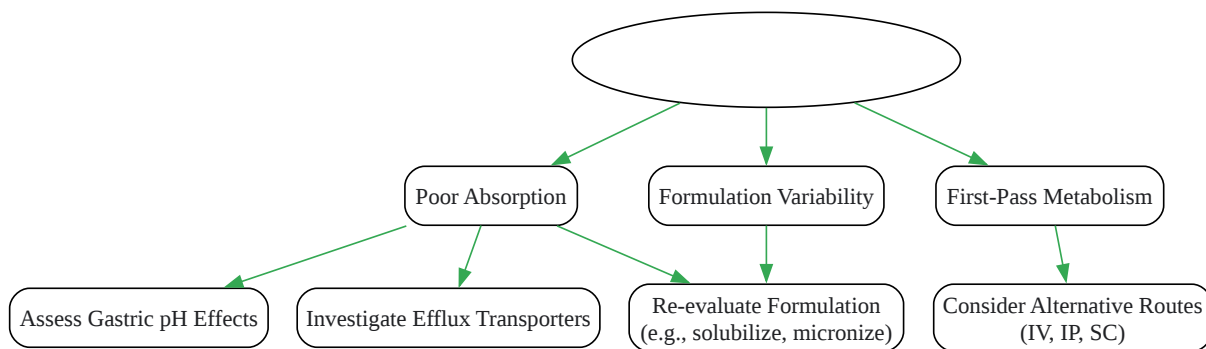 Poor Absorption
Formulation Variability
First-Pass Metabolism
Assess Gastric pH Effects
Investigate Efflux Transporters
Re-evaluate Formulation
(e.g., solubilize, micronize)
Consider Alternative Routes
(IV, IP, SC)